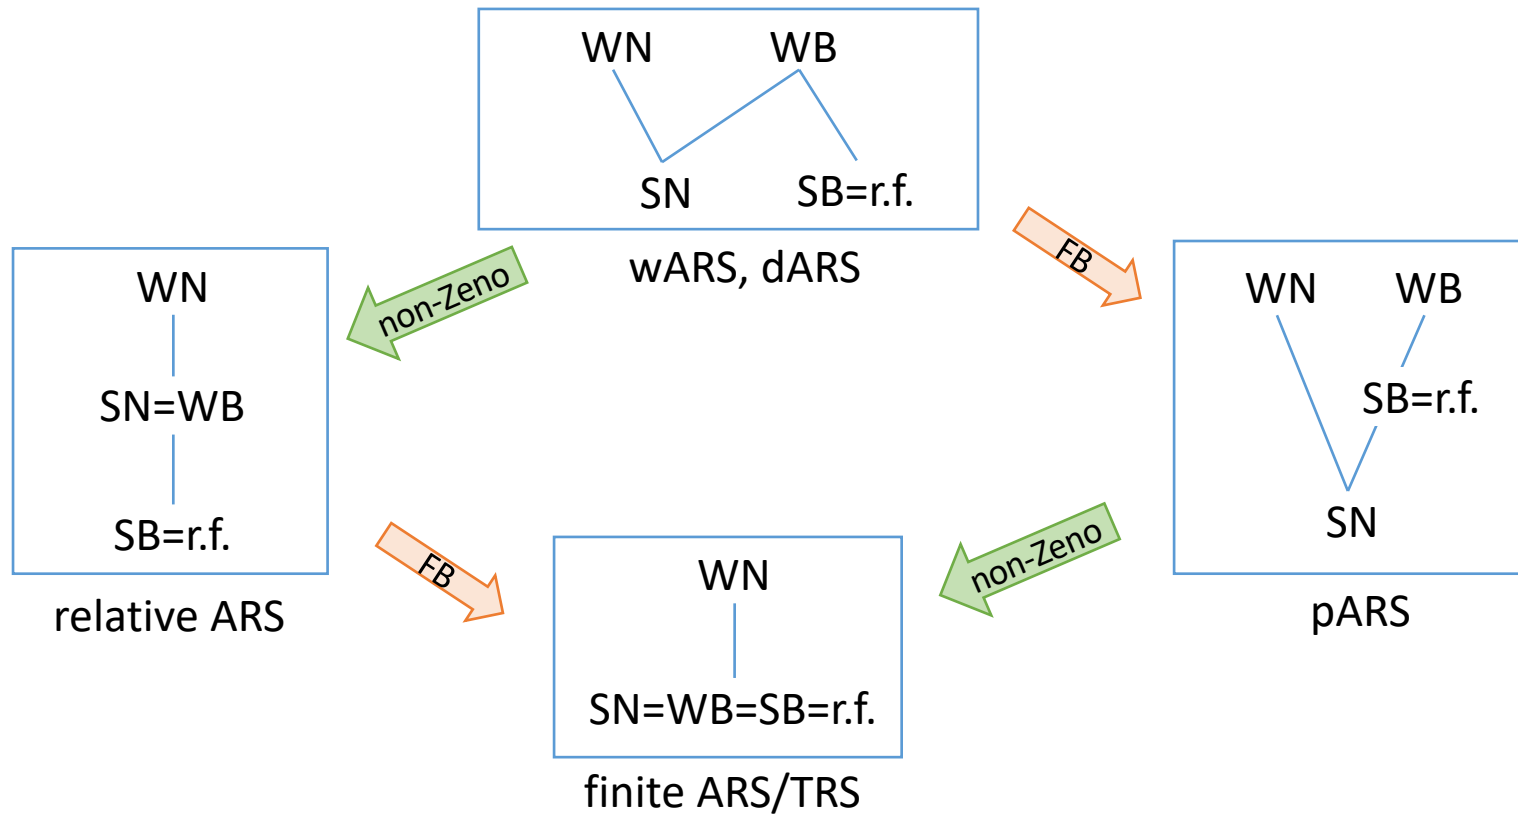 WN WB
SN SB=r.f.
wARS, dARS
non-Zeno
FB
WN
SN=WB
SB=r.f.
relative ARS
WN WB
SB=r.f.
SN
pARS
FB
non-Zeno
WN
SN=WB=SB=r.f.
finite ARS/TRS